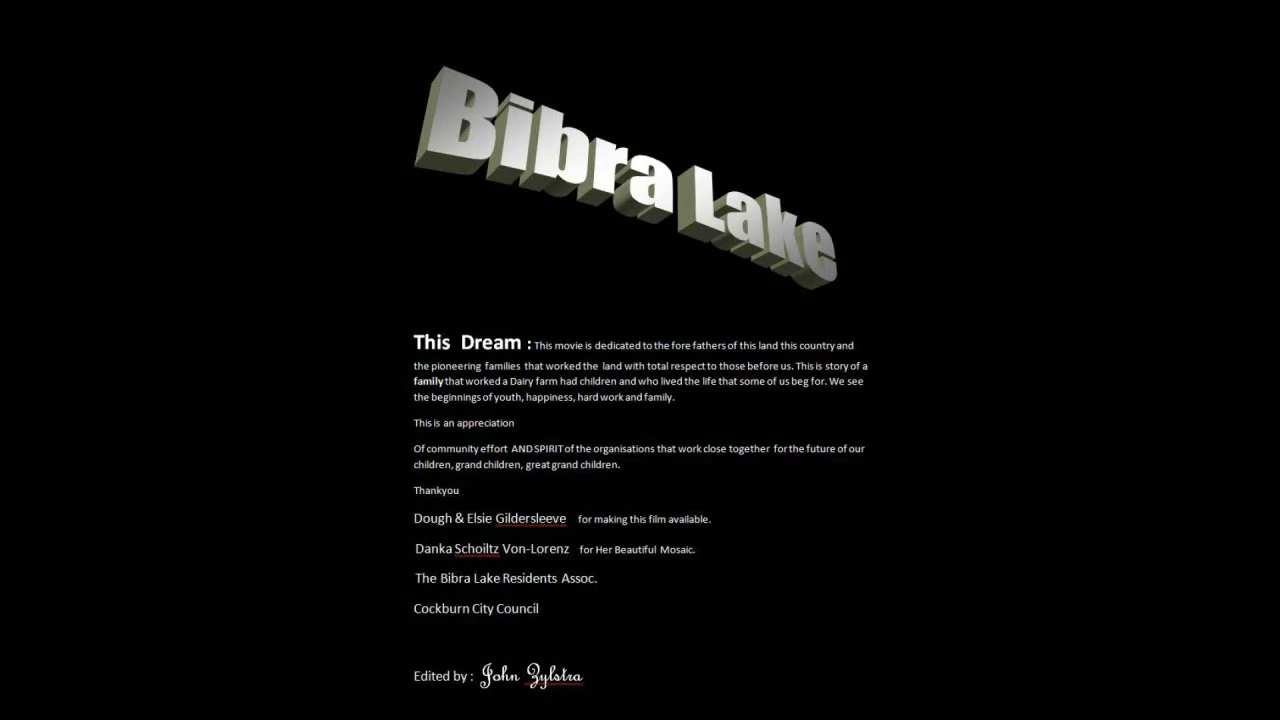 Bibra Lake
This Dream : This movie is dedicated to the fore fathers of this land this country and
the pioneering families that worked the land with total respect to those before us. This is story of a
family that worked a Dairy farm had children and who lived the life that some of us beg for. We see
the beginnings of youth, happiness, hard work and family.
This is an appreciation
Of community effort AND SPIRIT of the organisations that work close together for the future of our
children, grand children, great grand children.
Thankyou
Dough & Elsie Gildersleeve for making this film available.
Danka Schoiltz Von-Lorenz for Her Beautiful Mosaic.
The Bibra Lake Residents Assoc.
Cockburn City Council
Edited by : John Zylstra